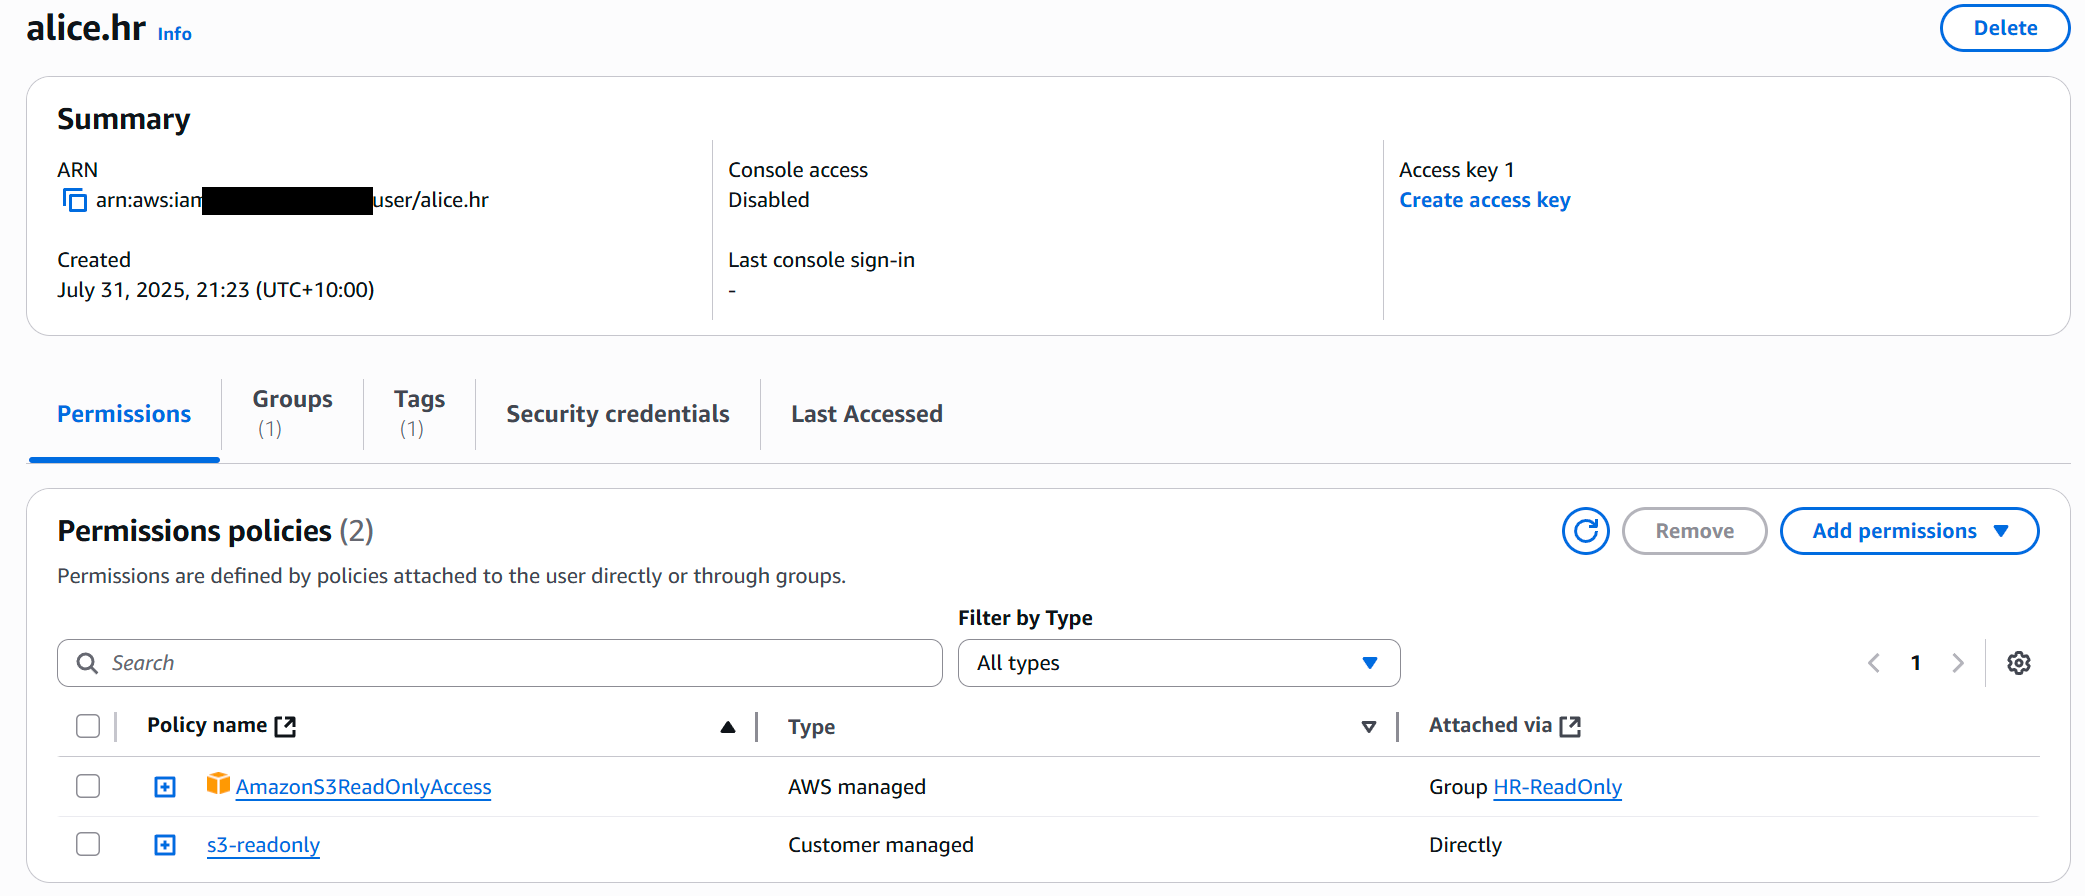 alice.hr Info
Delete
Summary
ARN
arn:aws:iam user/alice.hr
Created
July 31, 2025, 21:23 (UTC+10:00)
Console access
Disabled
Last console sign-in
-
Access key 1
Create access key
Permissions
Groups
(1)
Tags
(1)
Security credentials
Last Accessed
Permissions policies (2)
Remove
Add permissions
Permissions are defined by policies attached to the user directly or through groups.
Filter by Type
Search
All types
1
Policy name Type Attached via
AmazonS3ReadOnlyAccess AWS managed Group HR-ReadOnly
s3-readonly Customer managed Directly